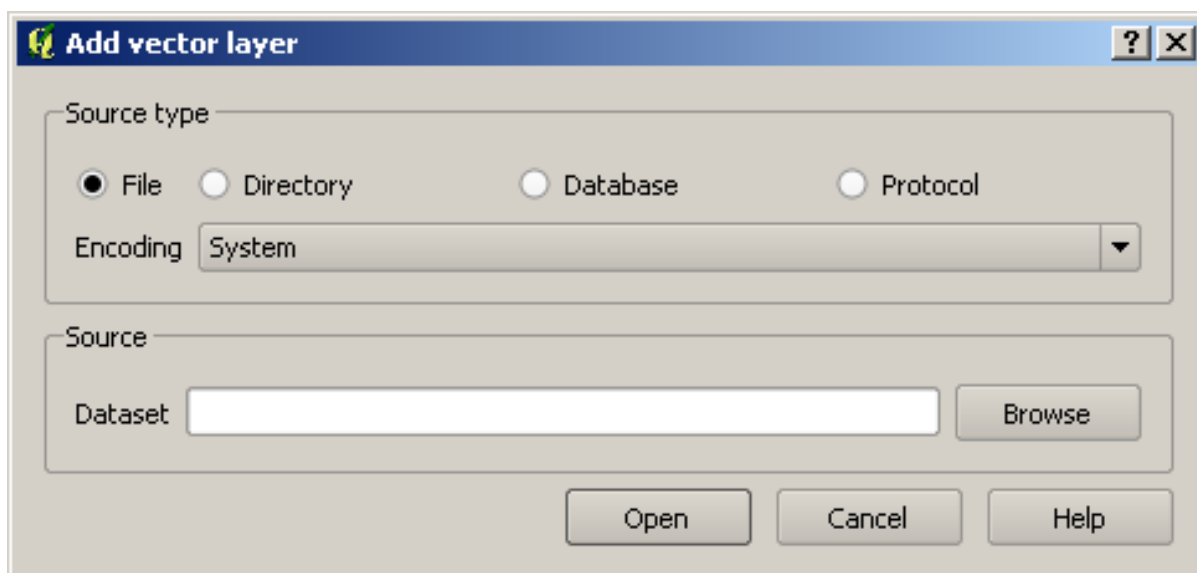 Add vector layer
Source type
File Directory Database Protocol
Encoding System
Source
Dataset Browse
Open Cancel Help